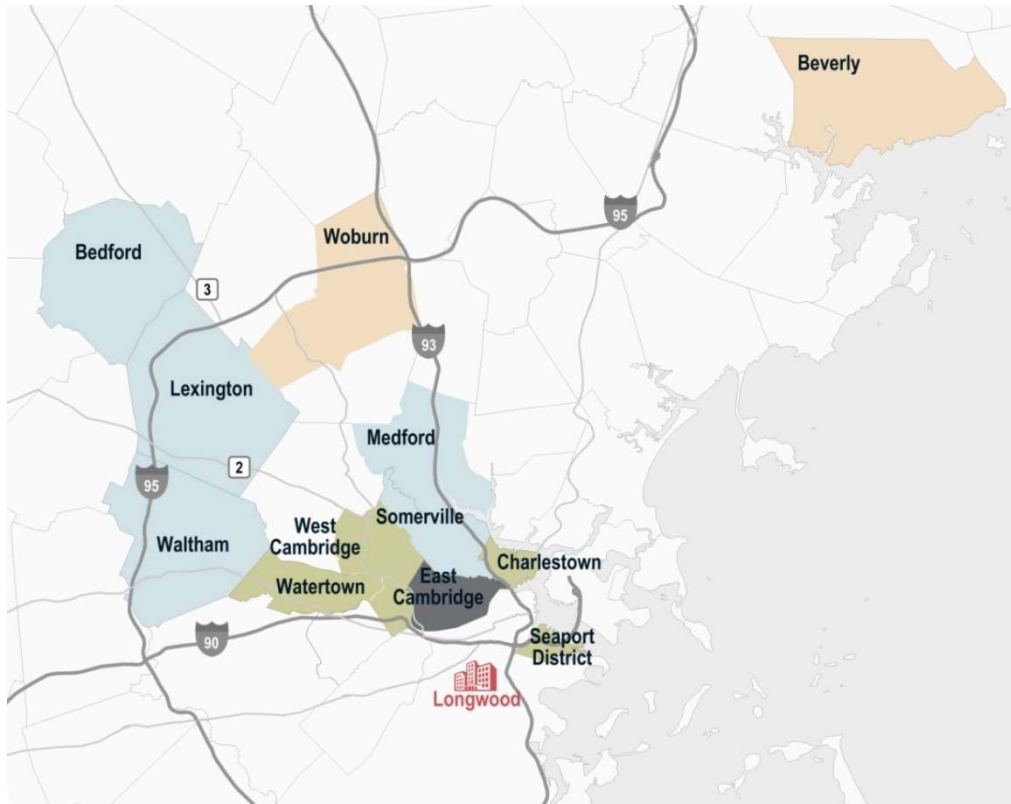 Beverly
Woburn
Bedford
95
3
93
Lexington
Medford
2
95
Somerville
West
Cambridge
Waltham
Charlestown
East
Cambridge
Watertown
90
Seaport
District
Longwood